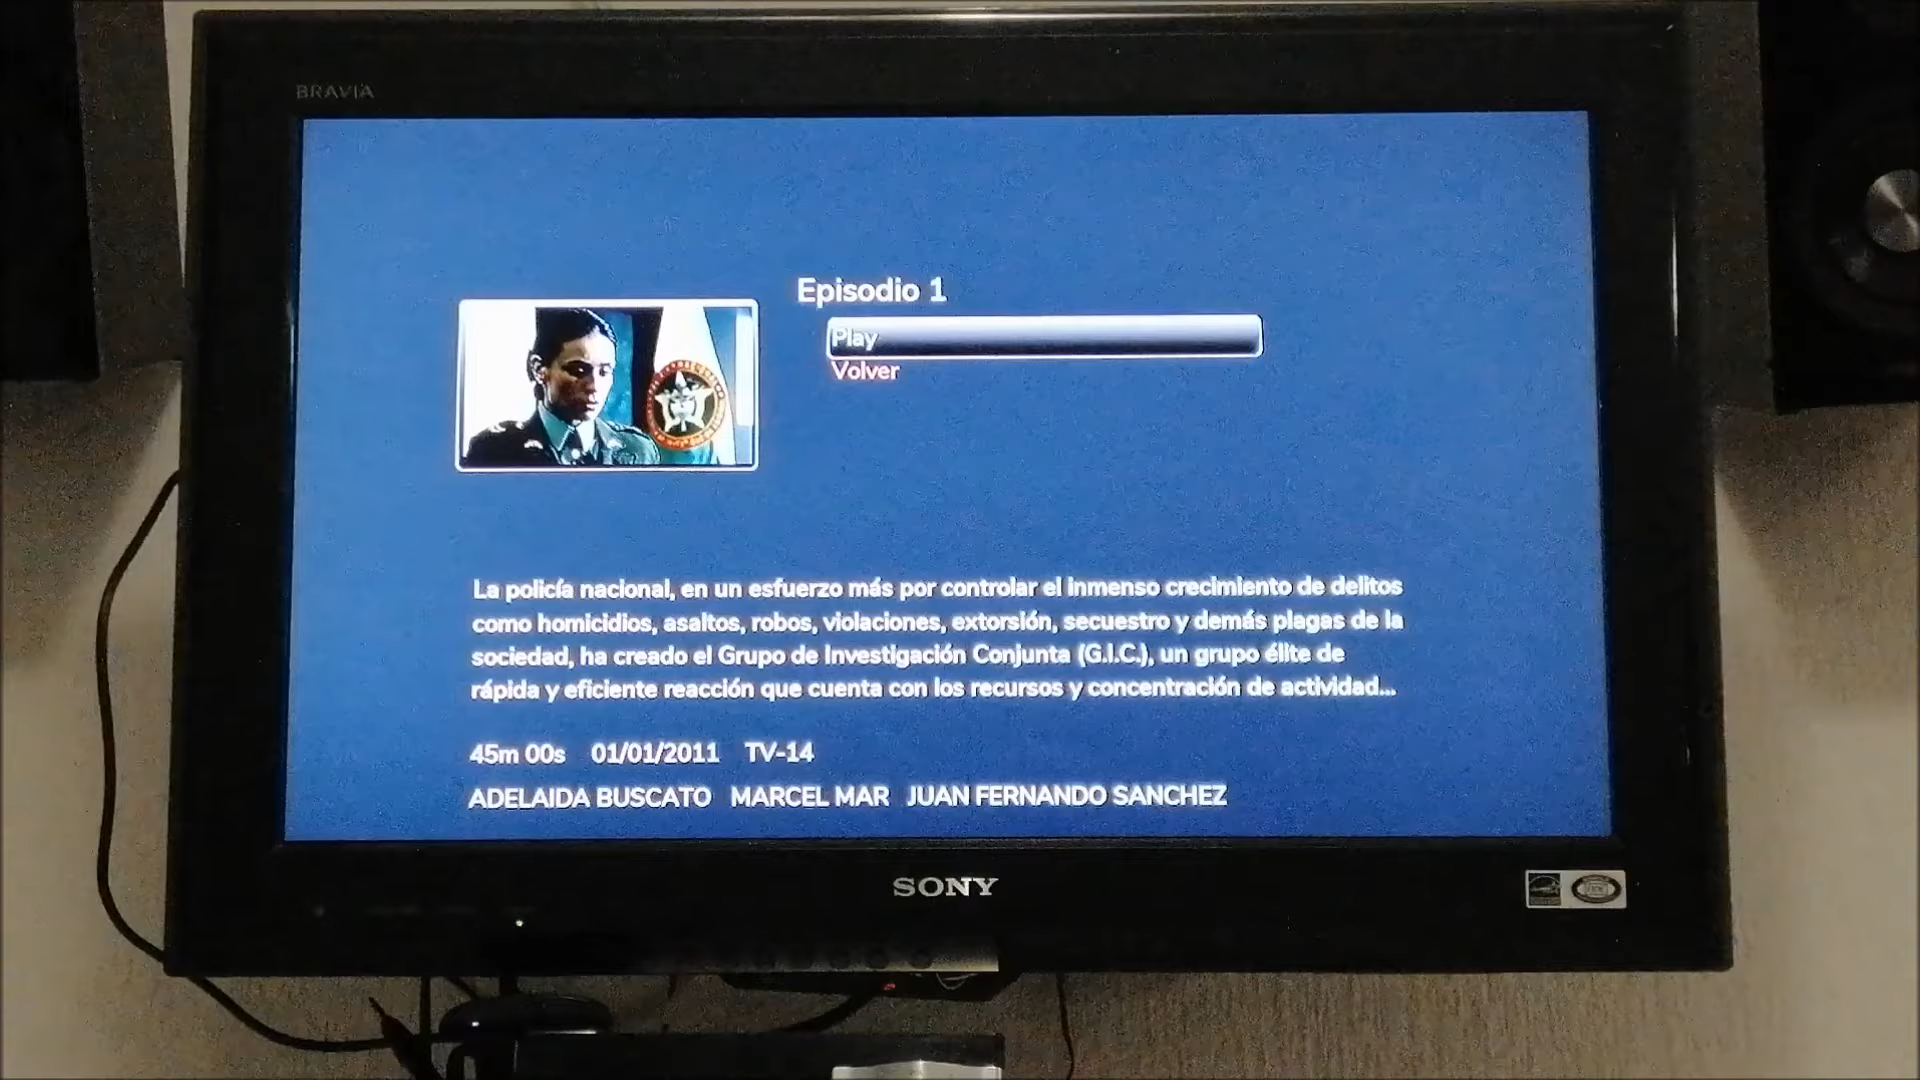 BRAVIA
Episodio 1
Play
Volver
La policía nacional, en un esfuerzo más por controlar el inmenso crecimiento de delitos
como homicidios, asaltos, robos, violaciones, extorsión, secuestro y demás plagas de la
sociedad, ha creado el Grupo de Investigación Conjunta (G.I.C.), un grupo élite de
rápida y eficiente reacción que cuenta con los recursos y concentración de actividad...
45m 00s 01/01/2011 TV-14
ADELAIDA BUSCATO MARCEL MAR JUAN FERNANDO SANCHEZ
SONY